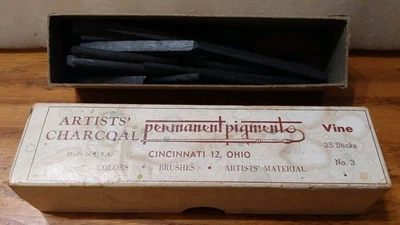 ARTISTS'
CHARCOAL
permanent pigments
Vine
Made in U.S.A.
CINCINNATI 12, OHIO
25 Sticks
COLORS · BRUSHES · ARTISTS' MATERIAL
No. 3